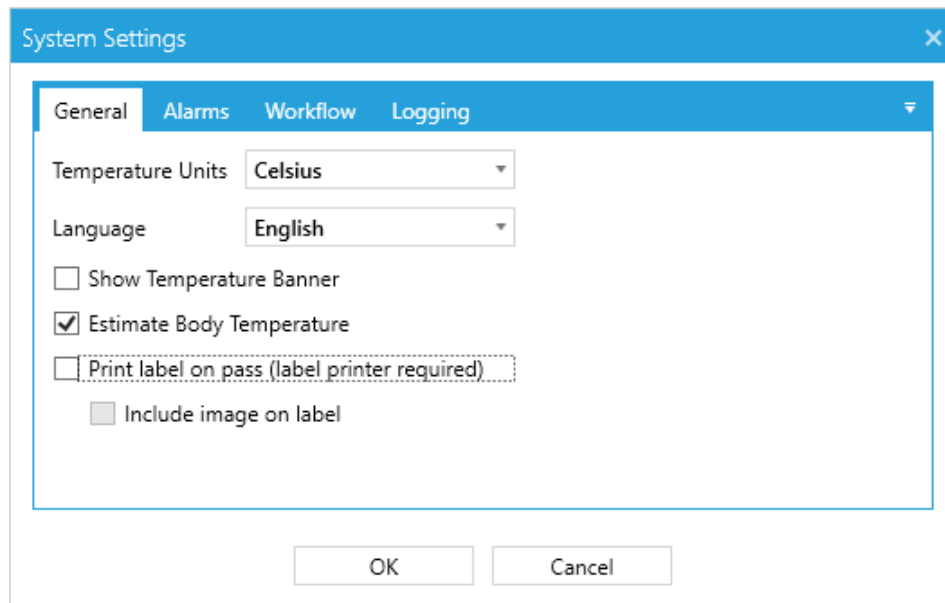 System Settings
General Alarms Workflow Logging
Temperature Units Celsius
Language English
Show Temperature Banner
Estimate Body Temperature
Print label on pass (label printer required)
Include image on label
OK Cancel